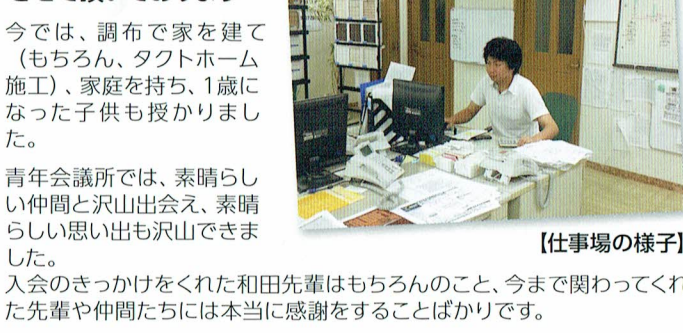 今では、調布で家を建て
（もちろん、タクトホーム
施工）、家庭を持ち、1歳に
なった子供も授かりまし
た。
青年会議所では、素晴らし
い仲間と沢山出会え、素晴
らしい思い出も沢山できま
した。
【仕事場の様子】
入会のきっかけをくれた和田先輩はもちろんのこと、今まで関わってくれ
た先輩や仲間たちには本当に感謝をすることばかりです。